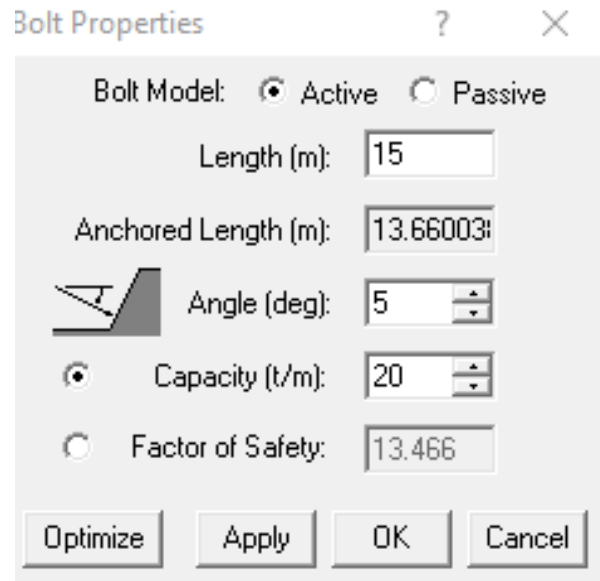 Bolt Properties ? ×
Bolt Model: Active Passive
Length (m): 15
Anchored Length (m): 13.66003
Angle (deg): 5
Capacity (t/m): 20
Factor of Safety: 13.466
Optimize Apply OK Cancel